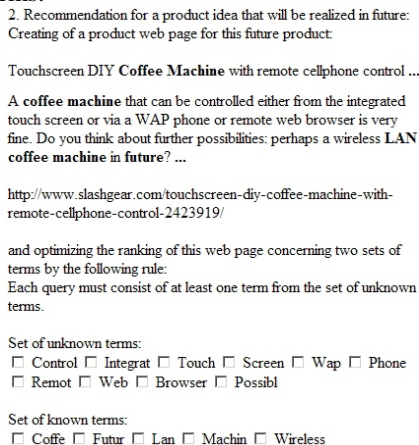 2. Recommendation for a product idea that will be realized in future:
Creating of a product web page for this future product:
Touchscreen DIY Coffee Machine with remote cellphone control ...
A coffee machine that can be controlled either from the integrated
touch screen or via a WAP phone or remote web browser is very
fine. Do you think about further possibilities: perhaps a wireless LAN
coffee machine in future? ...
http://www.slashgear.com/touchscreen-diy-coffee-machine-with-
remote-cellphone-control-2423919/
and optimizing the ranking of this web page concerning two sets of
terms by the following rule:
Each query must consist of at least one term from the set of unknown
terms.
Set of unknown terms:
Control Integrat Touch Screen Wap Phone
Remot Web Browser Possibl
Set of known terms:
Coffe Futur Lan Machin Wireless